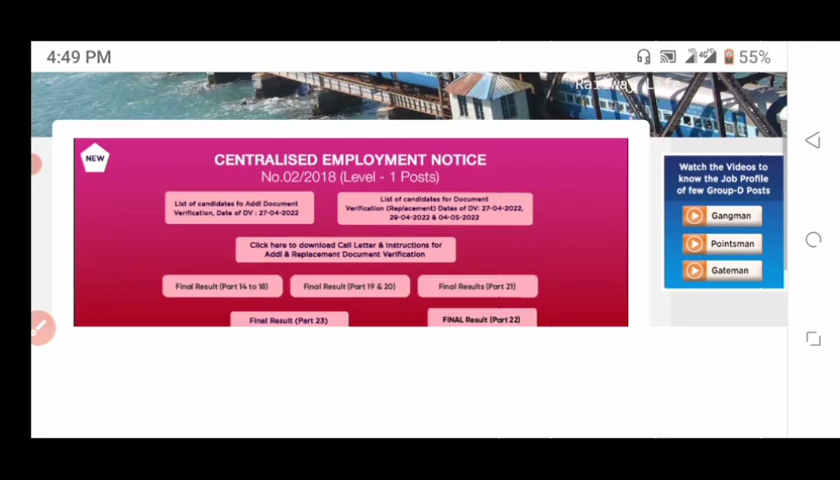 4:49 PM
55%
NEW
CENTRALISED EMPLOYMENT NOTICE
No.02/2018 (Level - 1 Posts)
List of candidates fo Addl Document
Verification, Date of DV : 27-04-2022
List of candidates for Document
Verification (Replacement) Dates of DV: 27-04-2022,
29-04-2022 & 04-05-2022
Click here to download Call Letter & Instructions for
Addl & Replacement Document Verification
Final Result (Part 14 to 18)
Final Result (Part 19 & 20)
Final Results (Part 21)
Final Result (Part 23)
FINAL Result (Part 22)
Watch the Videos to
know the Job Profile
of few Group-D Posts
Gangman
Pointsman
Gateman